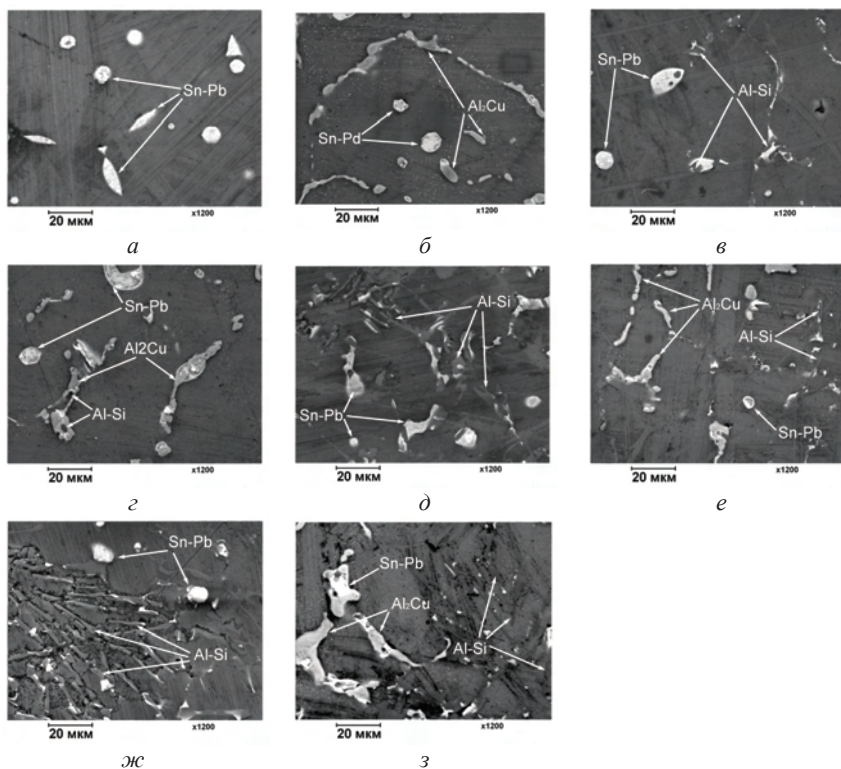 Sn-Pb
20 мкм
x1200
а
Sn-Pd
Al₂Cu
20 мкм
x1200
б
Sn-Pb
Al-Si
20 мкм
x1200
в
Sn-Pb
Al2Cu
Al-Si
20 мкм
x1200
г
Al-Si
Sn-Pb
20 мкм
x1200
д
Al₂Cu
Al-Si
Sn-Pb
20 мкм
x1200
е
Sn-Pb
Al-Si
20 мкм
x1200
ж
Sn-Pb
Al₂Cu
Al-Si
20 мкм
x1200
з